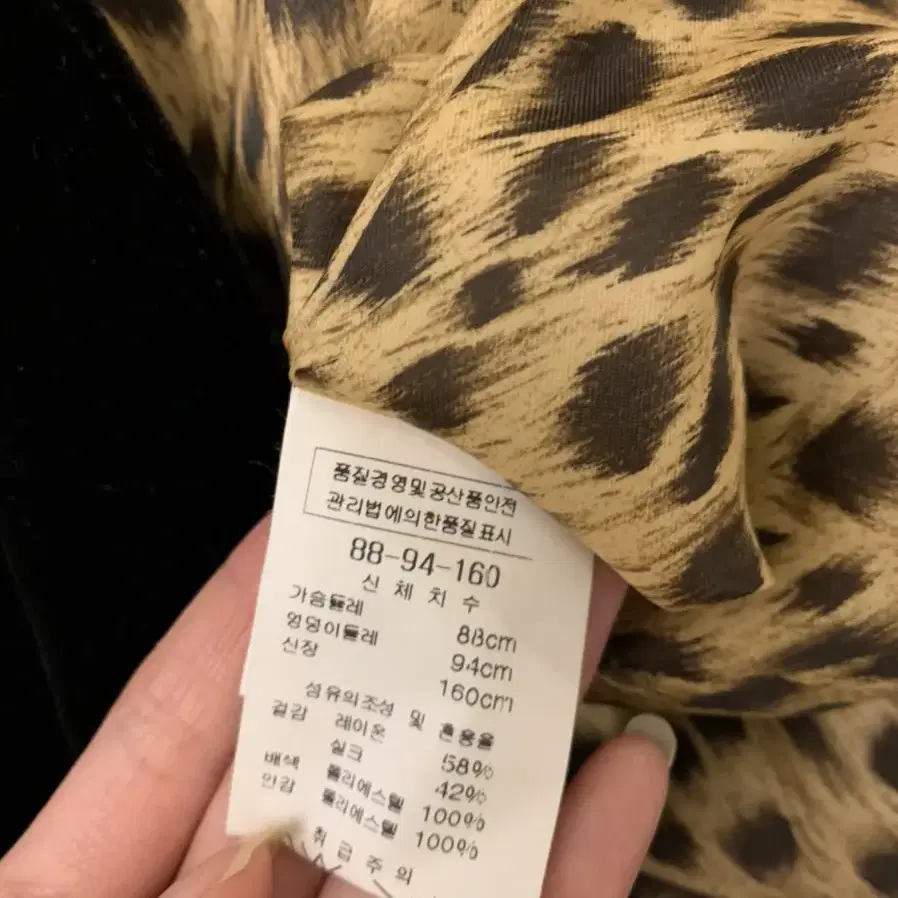 품질경영및공산품안전
관리법에의한품질표시
88-94-160
신 체 치 수
가슴둘레 88cm
엉덩이둘레 94cm
신장 160cm
섬유의조성 및 혼용율
겉감 레이온 58%
실크 42%
배색 폴리에스텔 100%
안감 폴리에스텔 100%
취 급 주 의